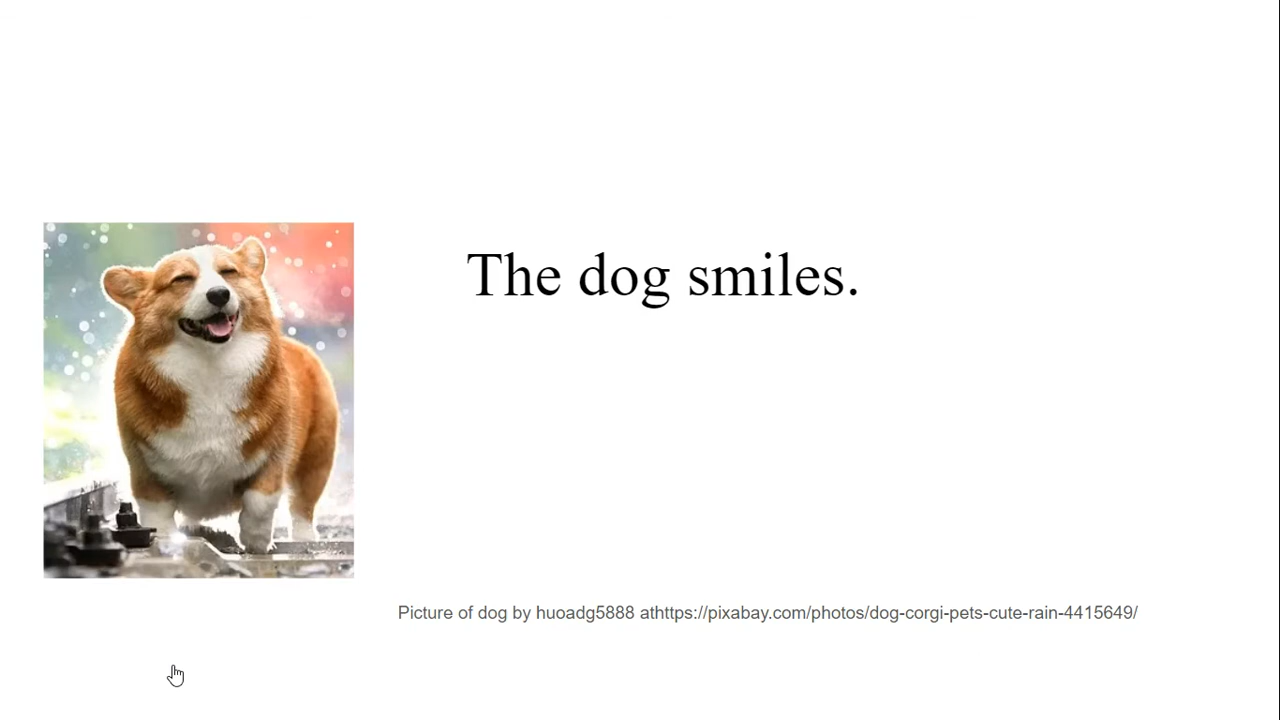 The dog smiles.
Picture of dog by huoadg5888 athttps://pixabay.com/photos/dog-corgi-pets-cute-rain-4415649/